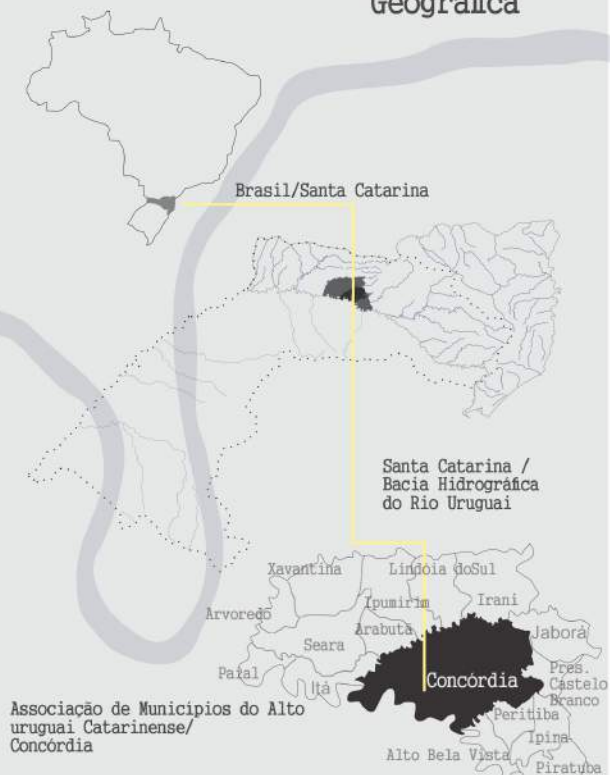 Geográfica
Brasil/Santa Catarina
Santa Catarina /
Bacia Hidrográfica
do Rio Uruguai
Xavantina
Lindóia doSul
Ipumirim
Irani
Arvoredo
Arabutã
Jaborá
Seara
Paial
Itá
Concórdia
Pres.
Castelo
Branco
Peritiba
Ipira
Alto Bela Vista
Piratuba
Associação de Municípios do Alto
uruguai Catarinense/
Concórdia